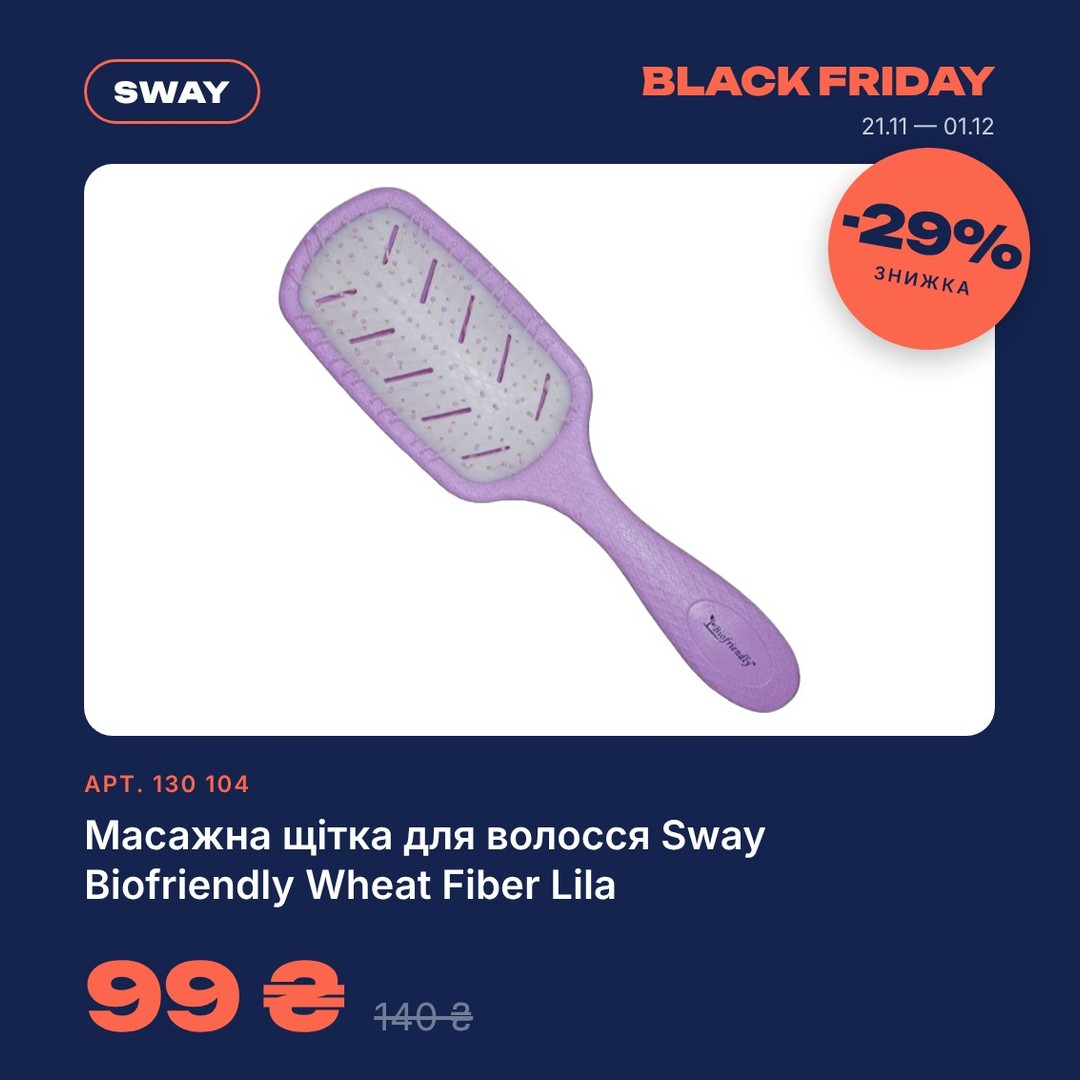 SWAY
BLACK FRIDAY
21.11 — 01.12
-29%
ЗНИЖКА
Biofriendly
АРТ. 130 104
Масажна щітка для волосся Sway
Biofriendly Wheat Fiber Lila
99 ₴
140 ₴